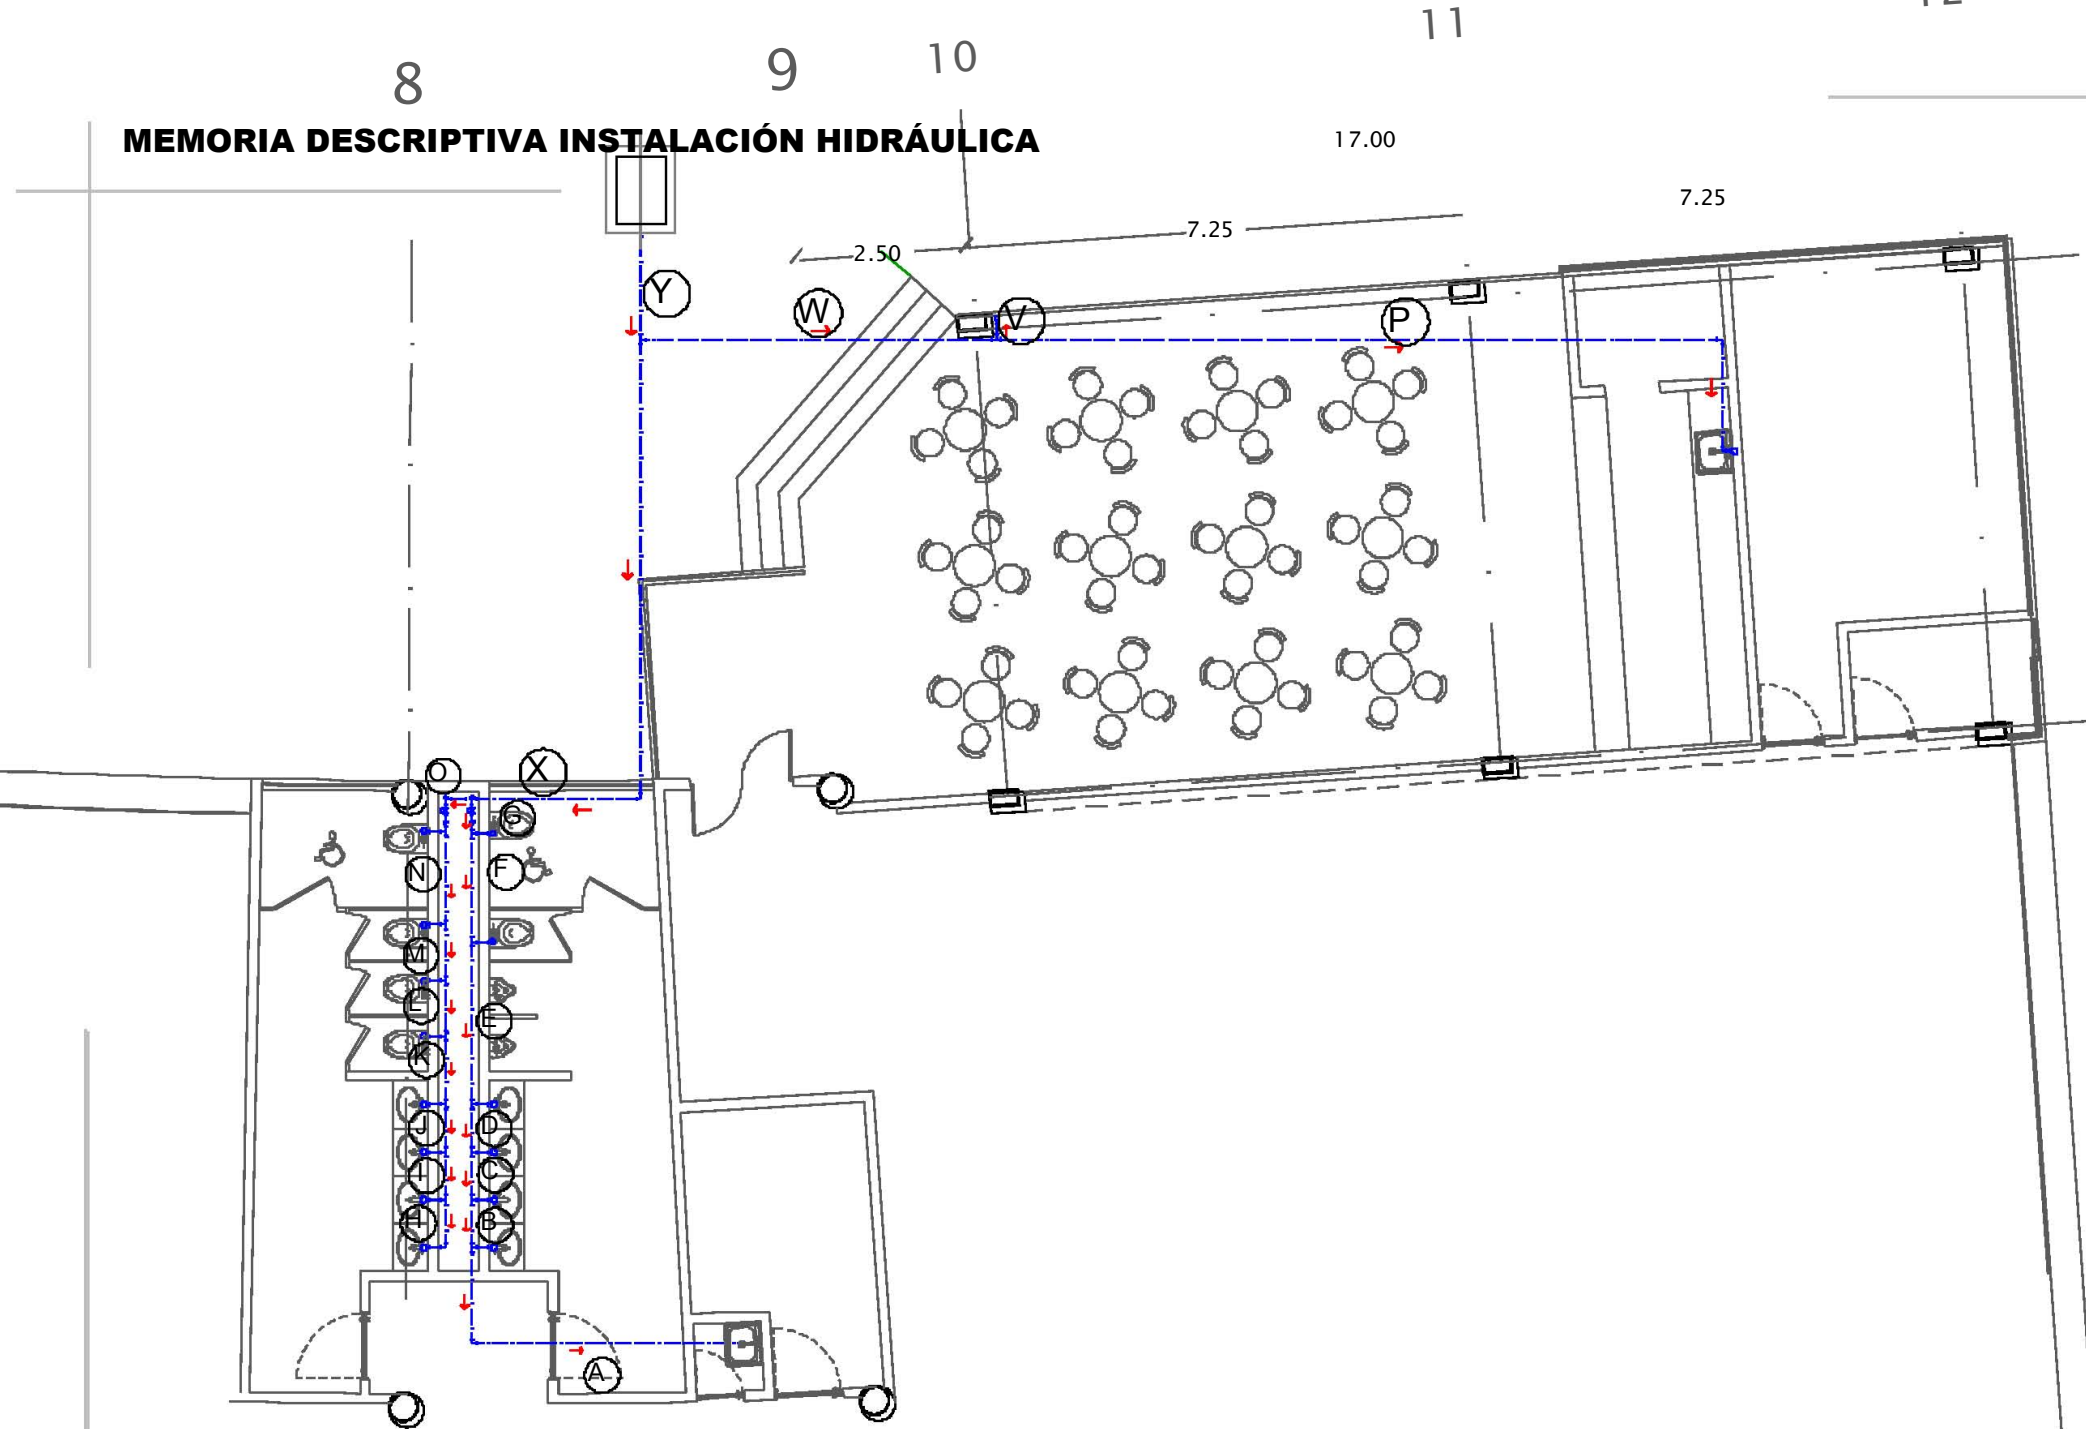 11
10
9
8
MEMORIA DESCRIPTIVA INSTALACIÓN HIDRÁULICA
17.00
7.25
7.25
2.50
Y
W
V
P
O
X
G
N
F
M
L
E
K
J
D
I
C
H
B
A